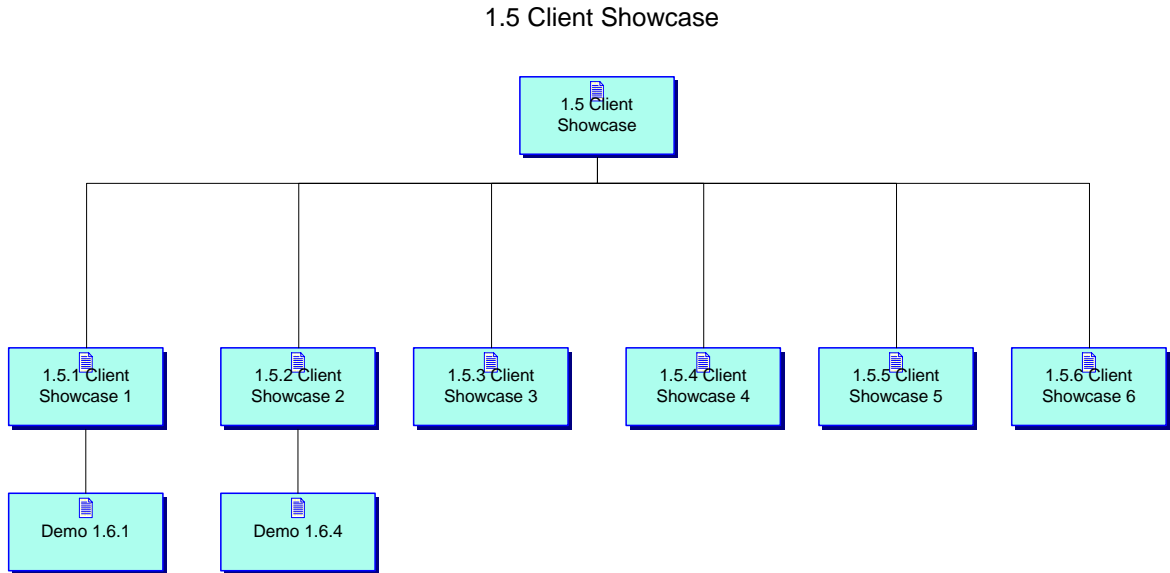 1.5 Client Showcase
1.5 Client
Showcase
1.5.1 Client
Showcase 1
1.5.2 Client
Showcase 2
1.5.3 Client
Showcase 3
1.5.4 Client
Showcase 4
1.5.5 Client
Showcase 5
1.5.6 Client
Showcase 6
Demo 1.6.1
Demo 1.6.4